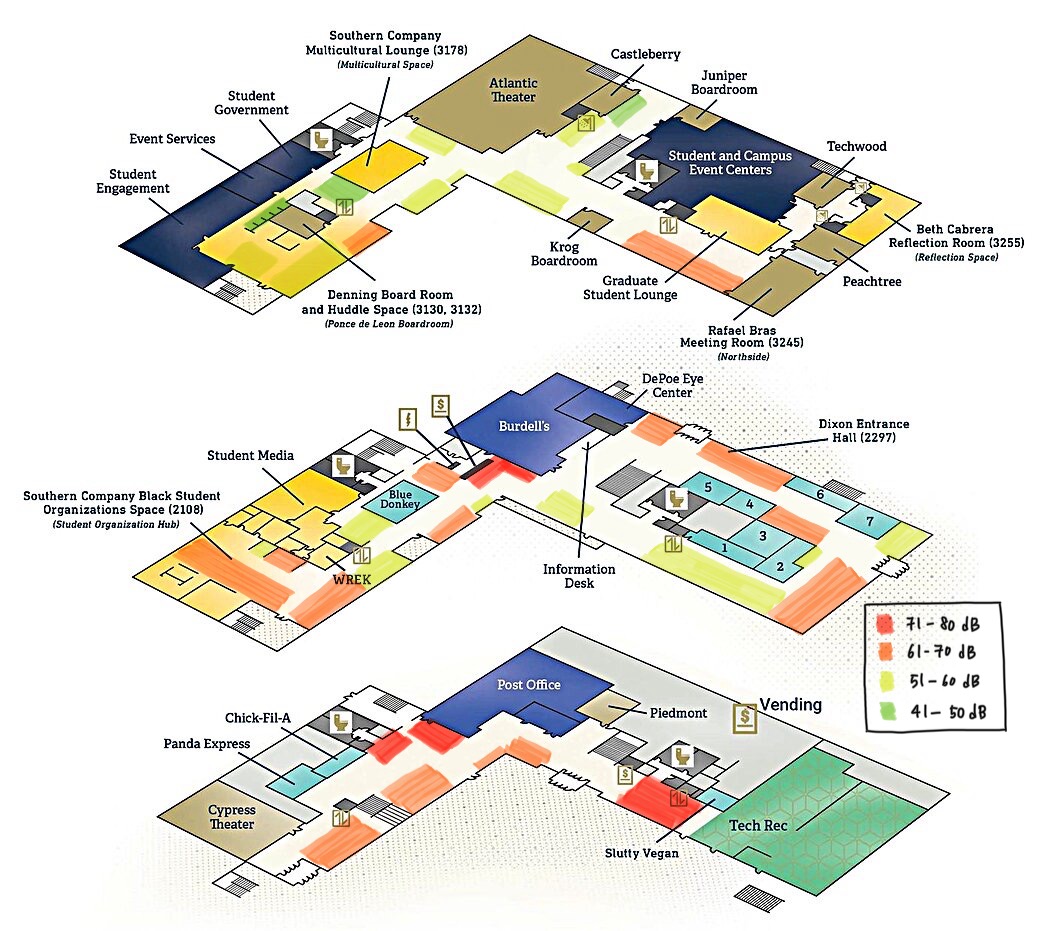 Southern Company
Multicultural Lounge (3178)
(Multicultural Space)
Castleberry
Juniper
Boardroom
Atlantic
Theater
Student
Government
Event Services
Student
Engagement
Student and Campus
Event Centers
Techwood
Beth Cabrera
Reflection Room (3255)
(Reflection Space)
Krog
Boardroom
Graduate
Student Lounge
Peachtree
Denning Board Room
and Huddle Space (3130, 3132)
(Ponce de Leon Boardroom)
Rafael Bras
Meeting Room (3245)
(Northside)
DePoe Eye
Center
$
Burdell's
Dixon Entrance
Hall (2297)
Student Media
Southern Company Black Student
Organizations Space (2108)
(Student Organization Hub)
Blue
Donkey
5
4
6
7
3
1
2
WREK
Information
Desk
71-80 dB
61-70 dB
51-60 dB
41-50 dB
Post Office
Piedmont
$
Vending
Chick-Fil-A
Panda Express
$
Cypress
Theater
Tech Rec
Slutty Vegan